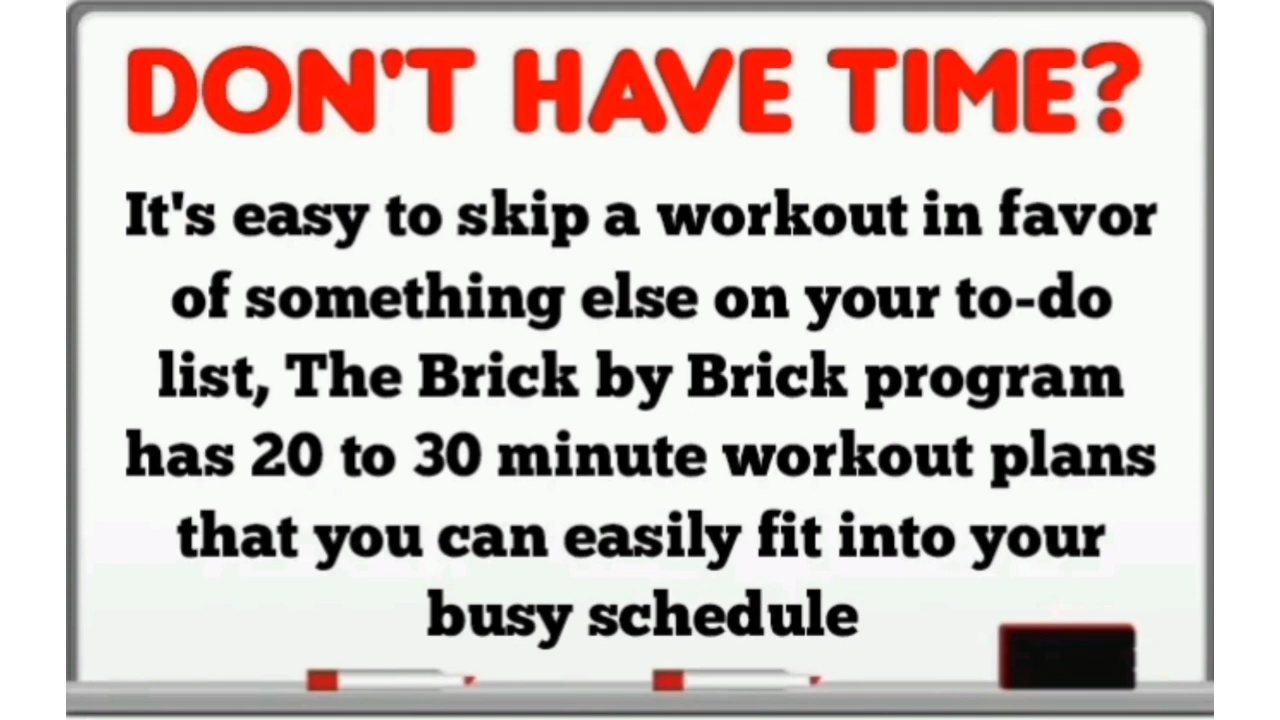 DON'T HAVE TIME?
It's easy to skip a workout in favor
of something else on your to-do
list, The Brick by Brick program
has 20 to 30 minute workout plans
that you can easily fit into your
busy schedule